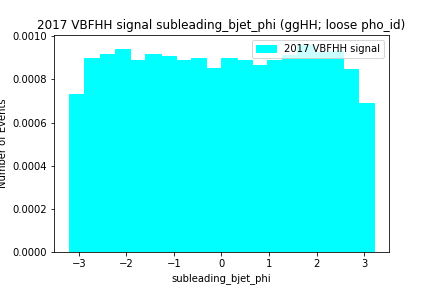 2017 VBFHH signal subleading_bjet_phi (ggHH; loose pho_id)
2017 VBFHH signal
0.0010
0.0008
0.0006
0.0004
0.0002
0.0000
Number of Events
−3 −2 −1 0 1 2 3
subleading_bjet_phi